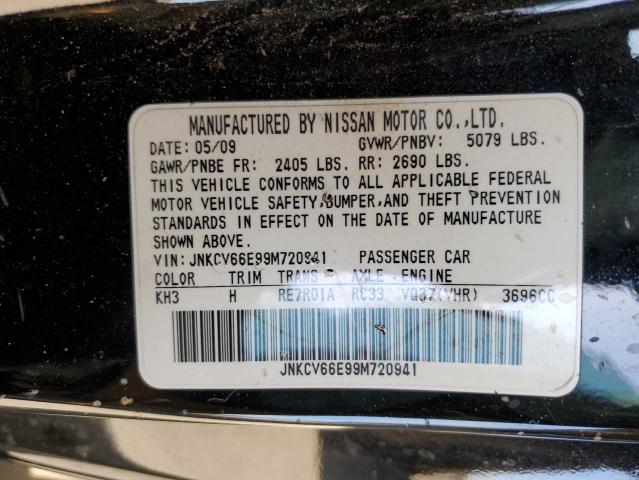 MANUFACTURED BY NISSAN MOTOR CO.,LTD.
DATE: 05/09 GVWR/PNBV: 5079 LBS.
GAWR/PNBE FR: 2405 LBS. RR: 2690 LBS.
THIS VEHICLE CONFORMS TO ALL APPLICABLE FEDERAL
MOTOR VEHICLE SAFETY,BUMPER,AND THEFT PREVENTION
STANDARDS IN EFFECT ON THE DATE OF MANUFACTURE
SHOWN ABOVE.
VIN: JNKCV66E99M720941 PASSENGER CAR
COLOR TRIM TRANS AXLE ENGINE
KH3 H RE7R01A RC33 VQ37(VHR) 3696CC
JNKCV66E99M720941